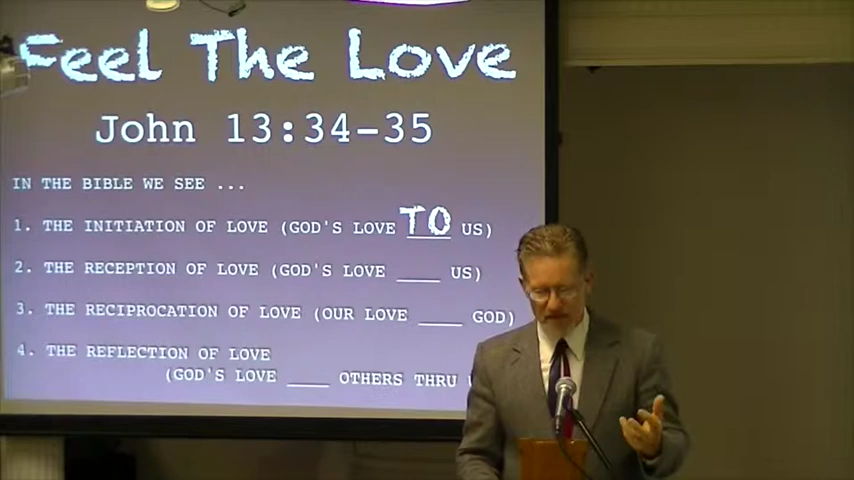 Feel The Love
John 13:34-35
IN THE BIBLE WE SEE ...
1. THE INITIATION OF LOVE (GOD'S LOVE TO US)
2. THE RECEPTION OF LOVE (GOD'S LOVE ____ US)
3. THE RECIPROCATION OF LOVE (OUR LOVE ____ GOD)
4. THE REFLECTION OF LOVE
(GOD'S LOVE ____ OTHERS THRU